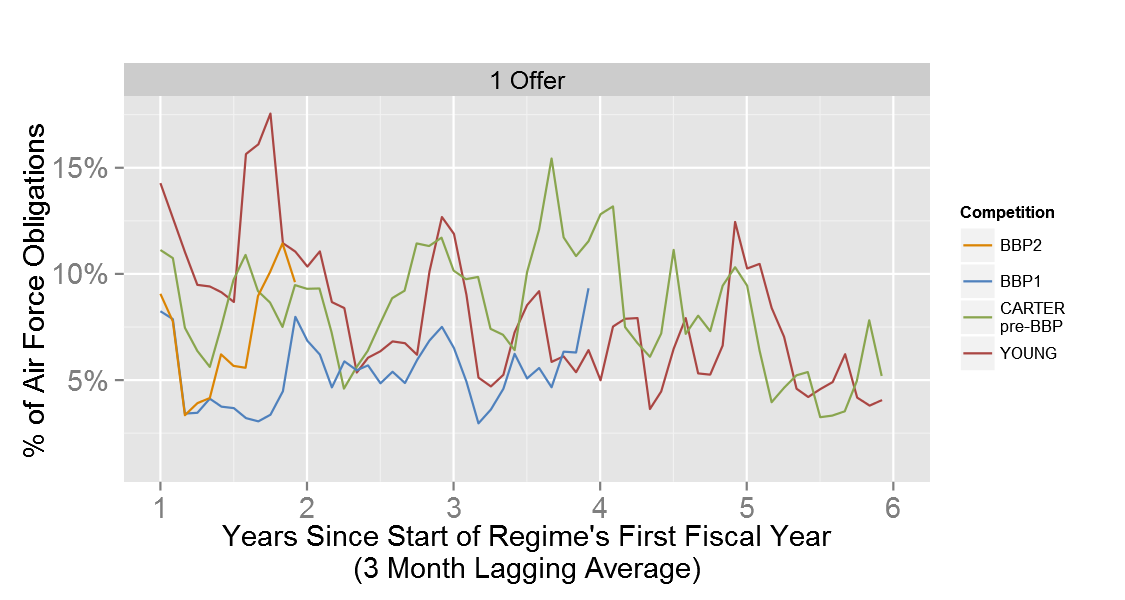 1 Offer
% of Air Force Obligations
15%
10%
5%
1 2 3 4 5 6
Years Since Start of Regime's First Fiscal Year
(3 Month Lagging Average)
Competition
BBP2
BBP1
CARTER
pre-BBP
YOUNG